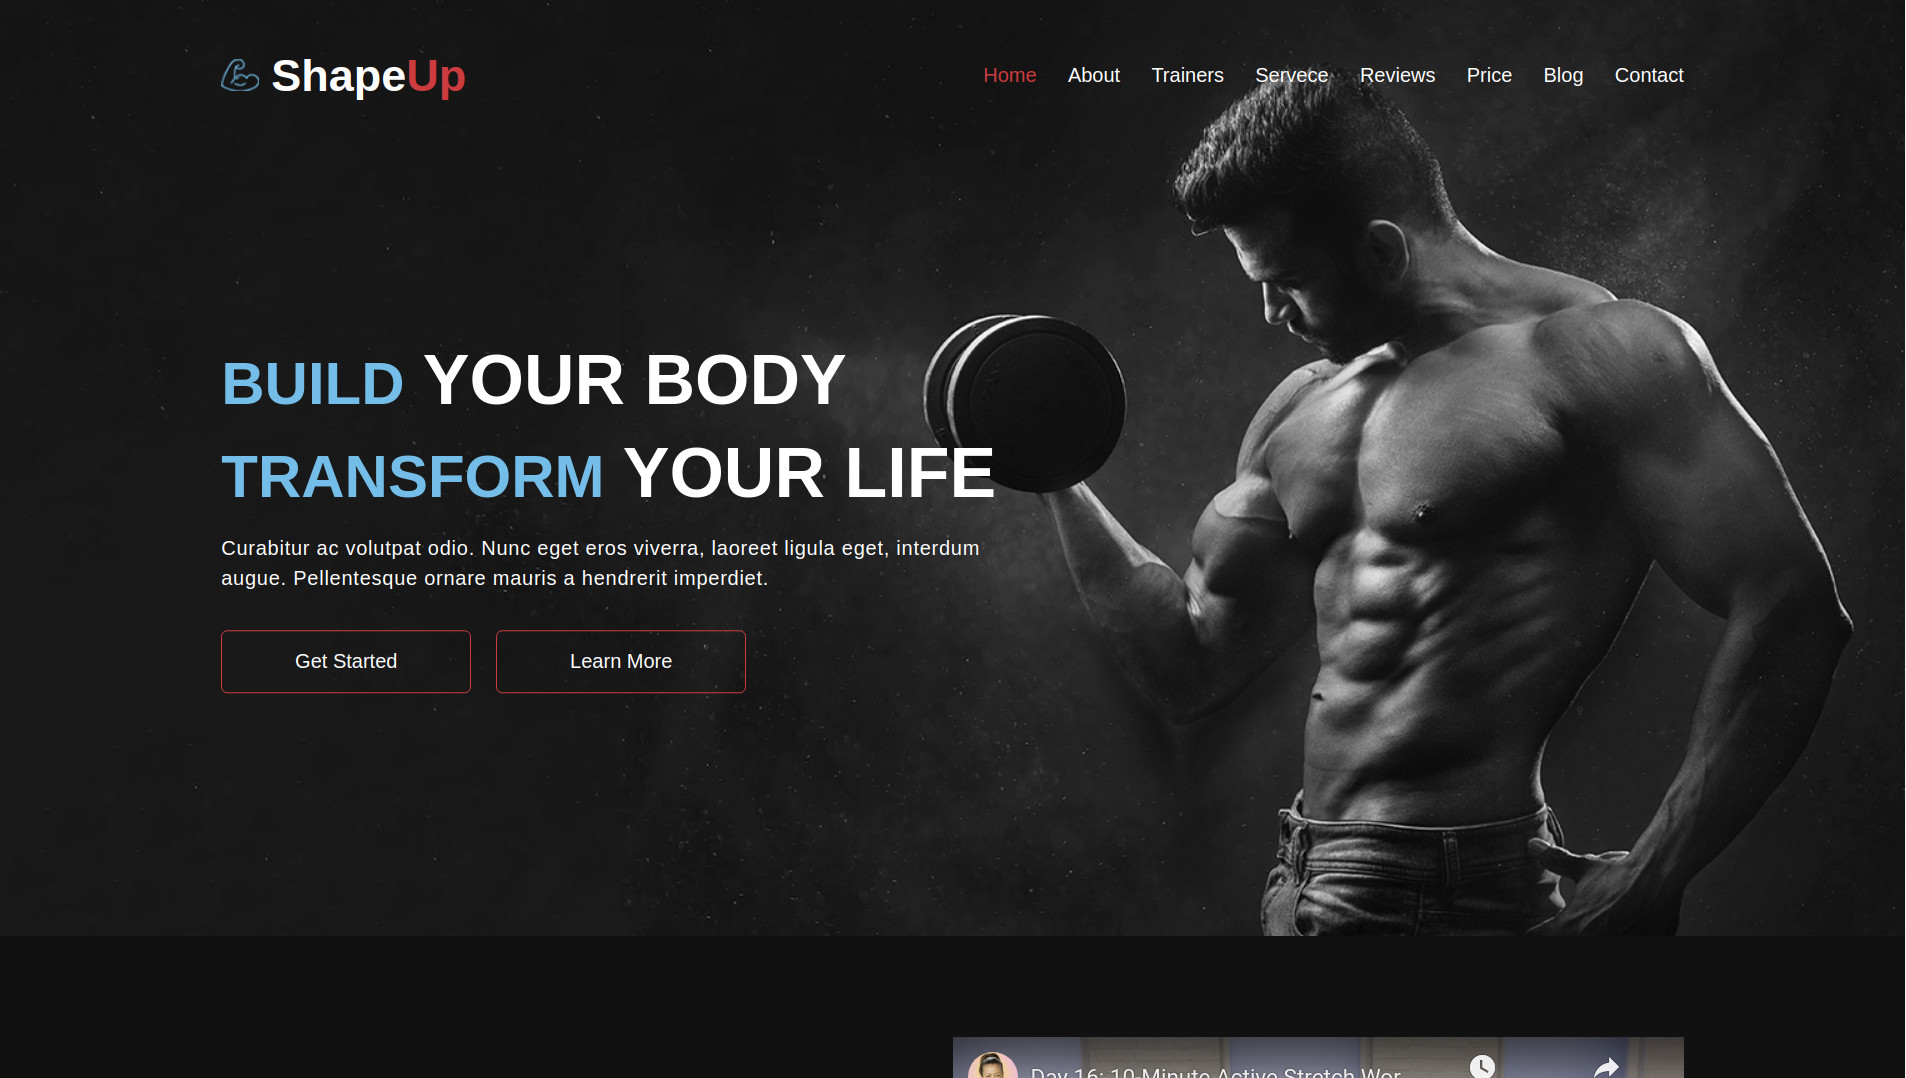 ShapeUp
Home About Trainers Servece Reviews Price Blog Contact
BUILD YOUR BODY
TRANSFORM YOUR LIFE
Curabitur ac volutpat odio. Nunc eget eros viverra, laoreet ligula eget, interdum
augue. Pellentesque ornare mauris a hendrerit imperdiet.
Get Started
Learn More
Day 16: 10-Minute Active Stretch Wor...